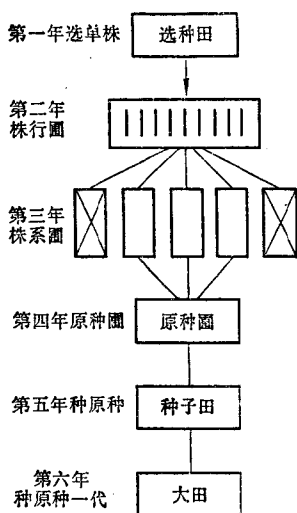 第一年选单株 选种田
第二年
株行圃
第三年
株系圃
第四年原种圃 原种圃
第五年种原种 种子田
第六年
种原种一代 大田